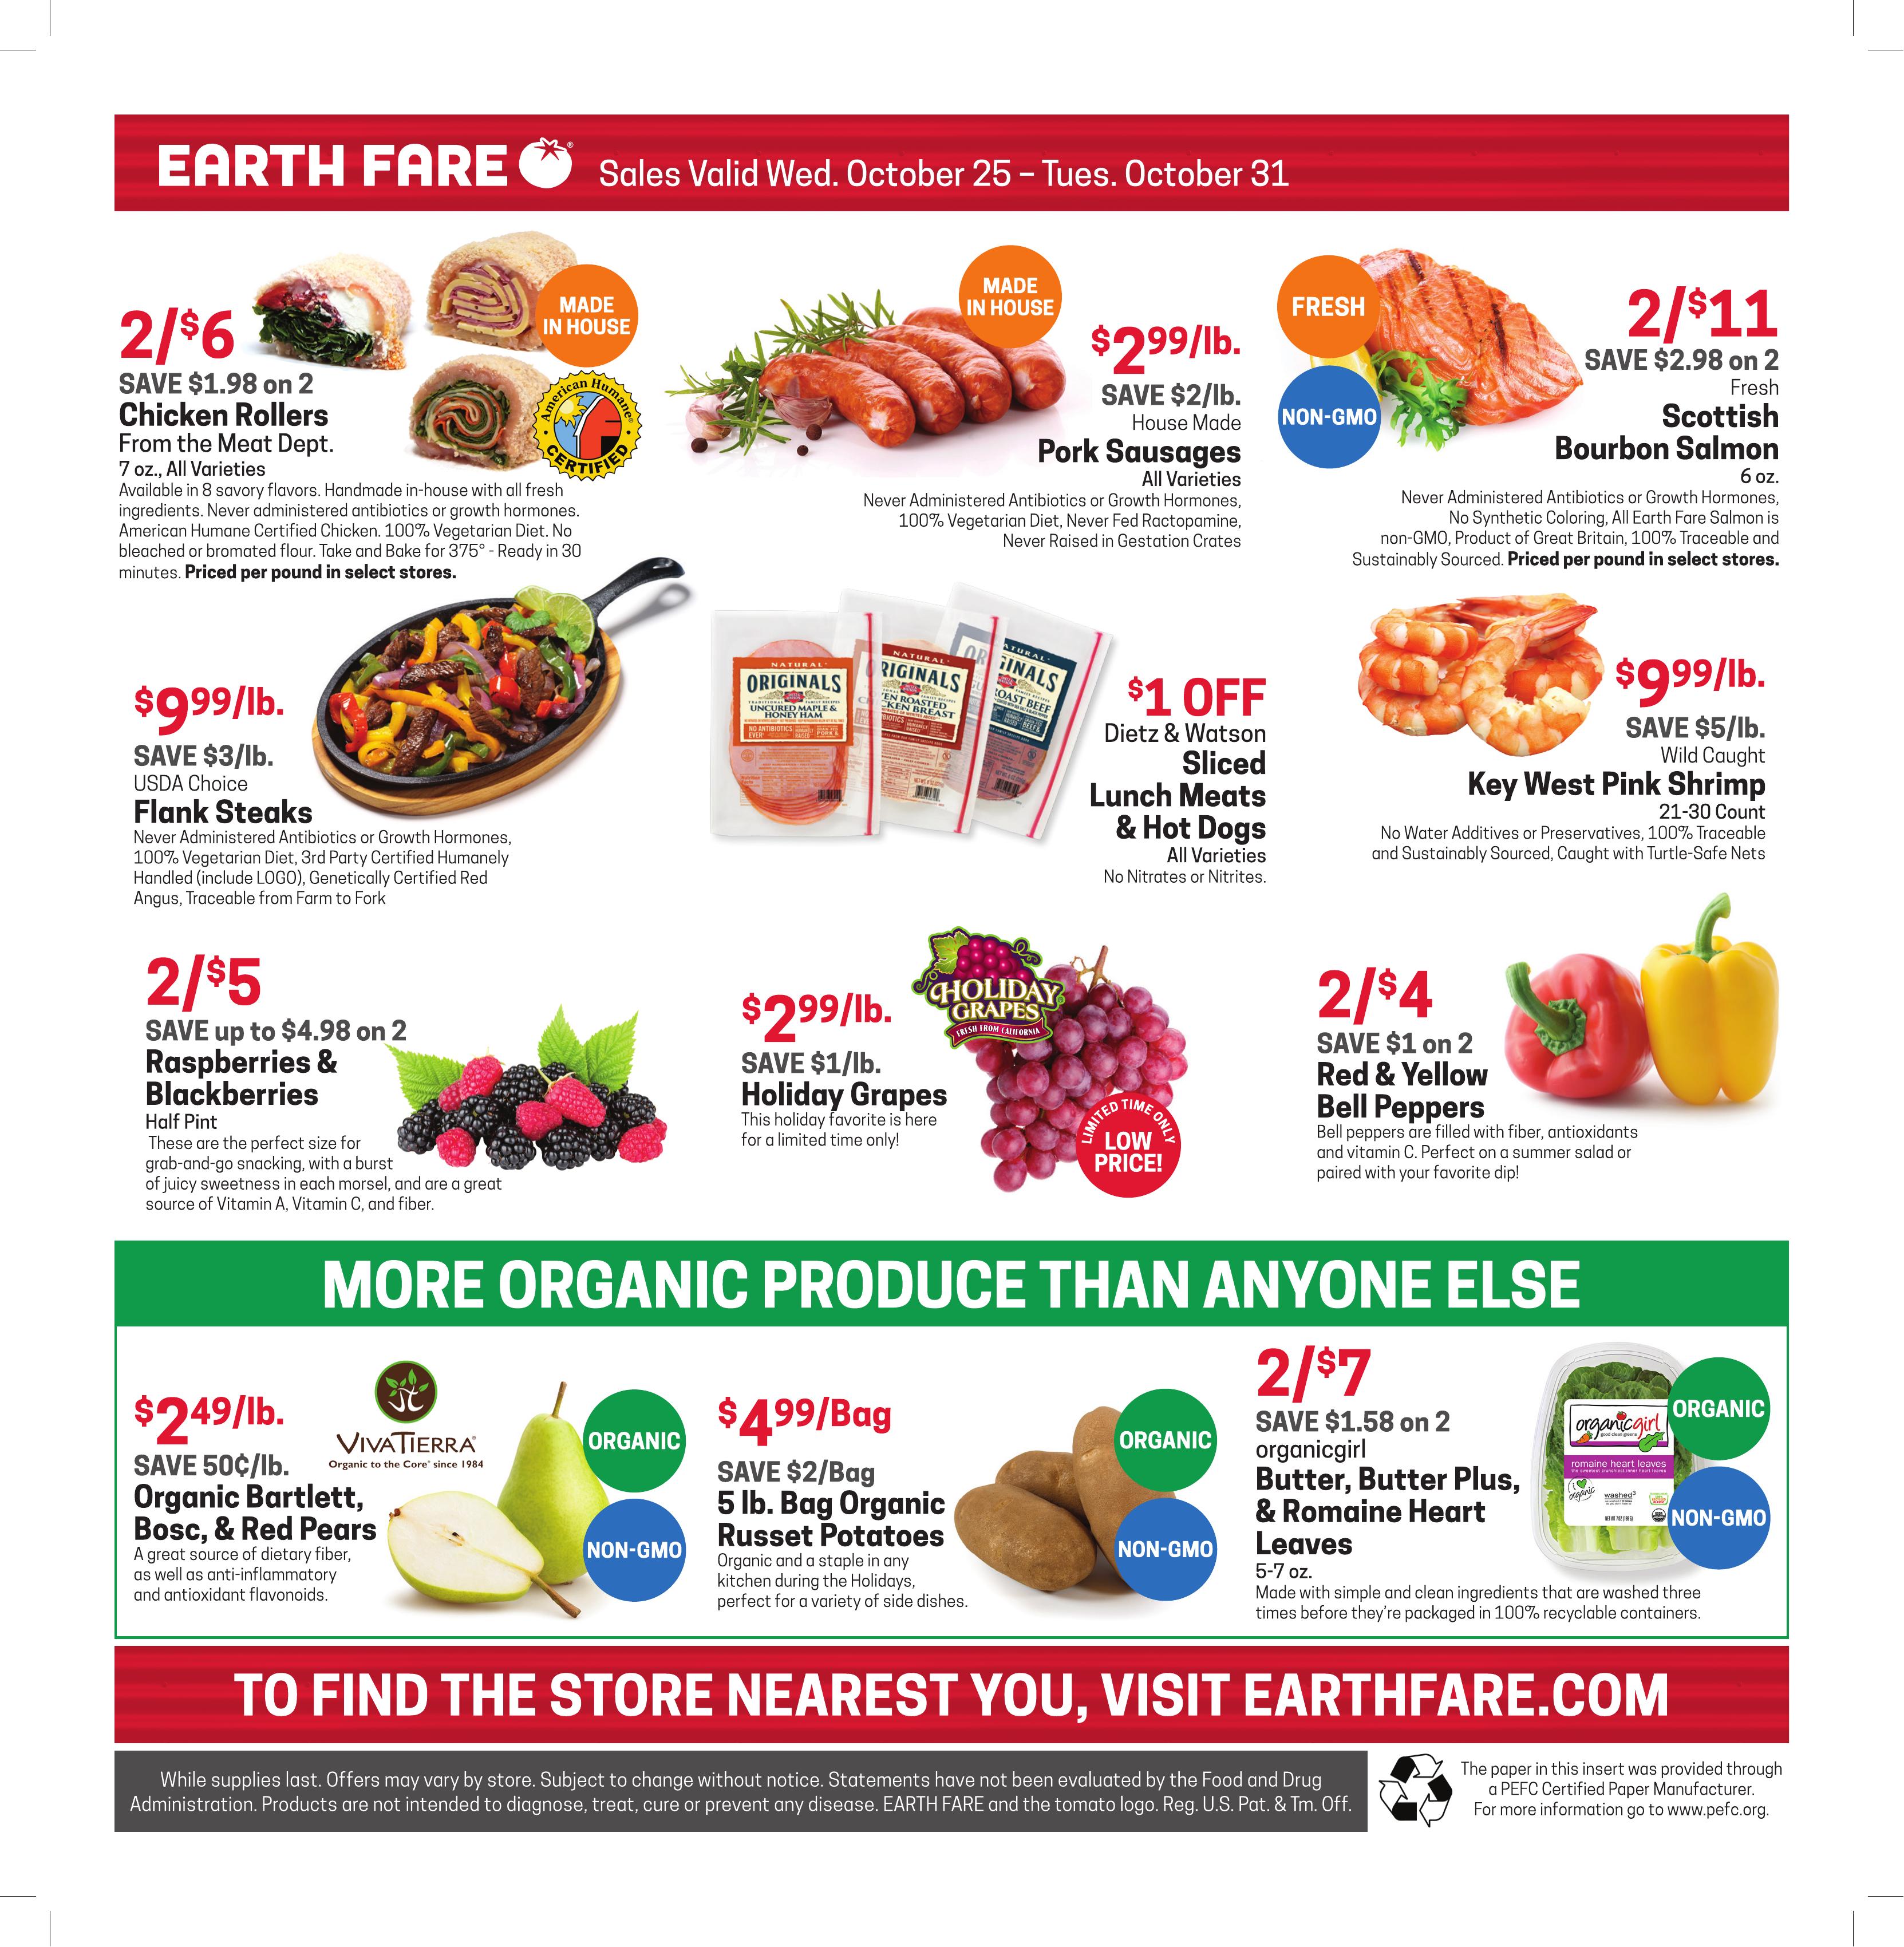 EARTH FARE®
Sales Valid Wed. October 25 – Tues. October 31
2/$6
SAVE $1.98 on 2
Chicken Rollers
From the Meat Dept.
7 oz., All Varieties
Available in 8 savory flavors. Handmade in-house with all fresh
ingredients. Never administered antibiotics or growth hormones.
American Humane Certified Chicken. 100% Vegetarian Diet. No
bleached or bromated flour. Take and Bake for 375° - Ready in 30
minutes. Priced per pound in select stores.
MADE
IN HOUSE
American Humane
CERTIFIED
MADE
IN HOUSE
$2 99/lb.
SAVE $2/lb.
House Made
Pork Sausages
All Varieties
Never Administered Antibiotics or Growth Hormones,
100% Vegetarian Diet, Never Fed Ractopamine,
Never Raised in Gestation Crates
FRESH
NON-GMO
2/$11
SAVE $2.98 on 2
Fresh
Scottish
Bourbon Salmon
6 oz.
Never Administered Antibiotics or Growth Hormones,
No Synthetic Coloring, All Earth Fare Salmon is
non-GMO, Product of Great Britain, 100% Traceable and
Sustainably Sourced. Priced per pound in select stores.
$9 99/lb.
SAVE $3/lb.
USDA Choice
Flank Steaks
Never Administered Antibiotics or Growth Hormones,
100% Vegetarian Diet, 3rd Party Certified Humanely
Handled (include LOGO), Genetically Certified Red
Angus, Traceable from Farm to Fork
NATURAL
ORIGINALS
TRADITIONAL FAMILY RECIPES
UNCURED MAPLE &
HONEY HAM
NO ANTIBIOTICS
EVER
NATURAL
RIGINALS
EN ROASTED
CKEN BREAST
ATURAL
INALS
ROAST BEEF
$1 OFF
Dietz & Watson
Sliced
Lunch Meats
& Hot Dogs
All Varieties
No Nitrates or Nitrites.
$9 99/lb.
SAVE $5/lb.
Wild Caught
Key West Pink Shrimp
21-30 Count
No Water Additives or Preservatives, 100% Traceable
and Sustainably Sourced, Caught with Turtle-Safe Nets
2/$5
SAVE up to $4.98 on 2
Raspberries &
Blackberries
Half Pint
These are the perfect size for
grab-and-go snacking, with a burst
of juicy sweetness in each morsel, and are a great
source of Vitamin A, Vitamin C, and fiber.
$2 99/lb.
SAVE $1/lb.
Holiday Grapes
This holiday favorite is here
for a limited time only!
HOLIDAY
GRAPES
FRESH FROM CALIFORNIA
LIMITED TIME ONLY
LOW
PRICE!
2/$4
SAVE $1 on 2
Red & Yellow
Bell Peppers
Bell peppers are filled with fiber, antioxidants
and vitamin C. Perfect on a summer salad or
paired with your favorite dip!
MORE ORGANIC PRODUCE THAN ANYONE ELSE
$2 49/lb.
SAVE 50¢/lb.
Organic Bartlett,
Bosc, & Red Pears
A great source of dietary fiber,
as well as anti-inflammatory
and antioxidant flavonoids.
VIVATIERRA®
Organic to the Core® since 1984
ORGANIC
NON-GMO
$4 99/Bag
SAVE $2/Bag
5 lb. Bag Organic
Russet Potatoes
Organic and a staple in any
kitchen during the Holidays,
perfect for a variety of side dishes.
ORGANIC
NON-GMO
2/$7
SAVE $1.58 on 2
organicgirl
Butter, Butter Plus,
& Romaine Heart
Leaves
5-7 oz.
Made with simple and clean ingredients that are washed three
times before they're packaged in 100% recyclable containers.
organicgirl
good clean greens
romaine heart leaves
the sweetest crunchiest inner heart leaves
I
organic
washed³
NET WT 7 OZ (198G)
ORGANIC
NON-GMO
TO FIND THE STORE NEAREST YOU, VISIT EARTHFARE.COM
While supplies last. Offers may vary by store. Subject to change without notice. Statements have not been evaluated by the Food and Drug
Administration. Products are not intended to diagnose, treat, cure or prevent any disease. EARTH FARE and the tomato logo. Reg. U.S. Pat. & Tm. Off.
The paper in this insert was provided through
a PEFC Certified Paper Manufacturer.
For more information go to www.pefc.org.